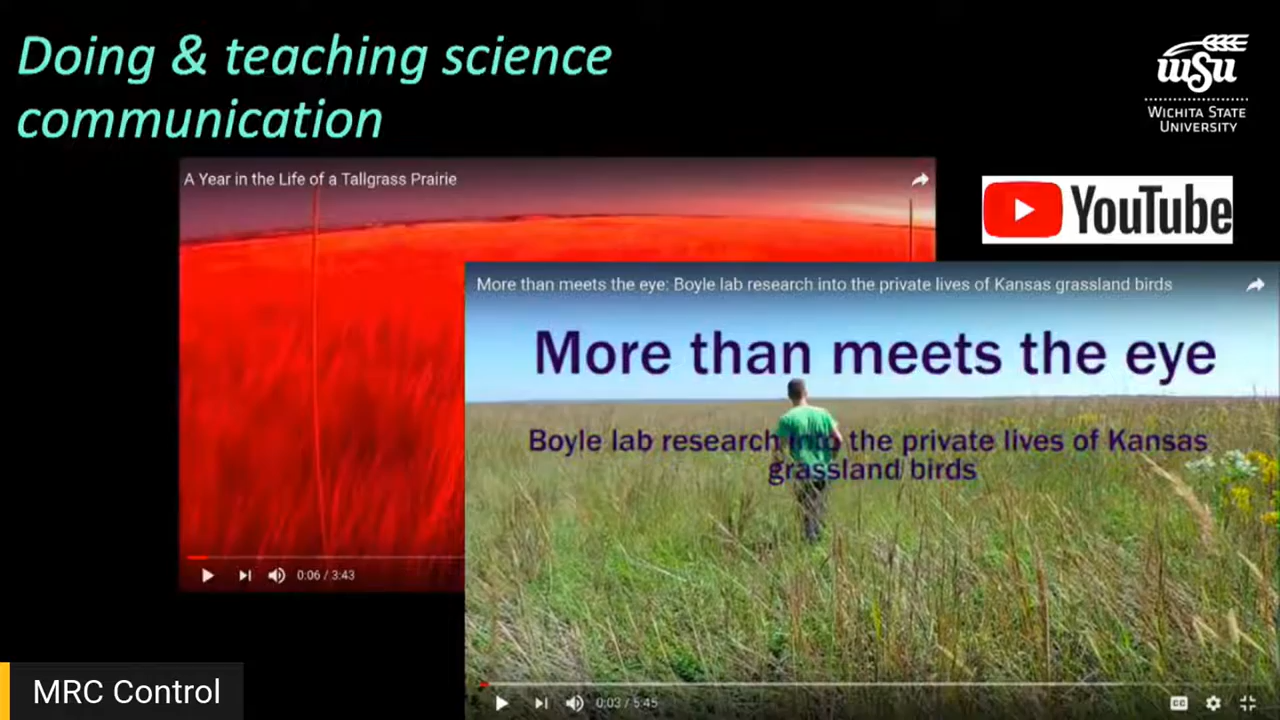 Doing & teaching science
communication
wsu
WICHITA STATE
UNIVERSITY
A Year in the Life of a Tallgrass Prairie
YouTube
More than meets the eye: Boyle lab research into the private lives of Kansas grassland birds
More than meets the eye
Boyle lab research into the private lives of Kansas
grassland birds
0:06 / 3:43
MRC Control
0:03 / 5:45
CC